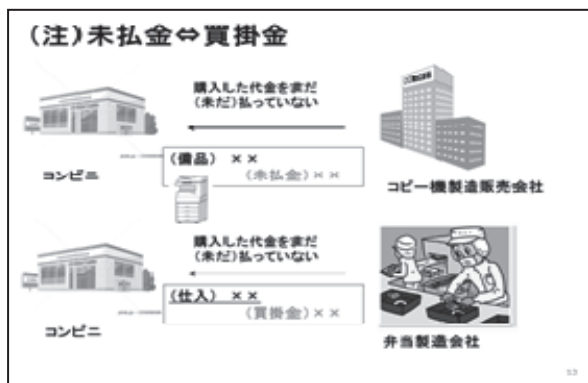 (注)未払金⇔買掛金
購入した代金をまだ
(未だ)払っていない
(備品) ××
(未払金)××
コンビニ
コピー機製造販売会社
購入した代金をまだ
(未だ)払っていない
(仕入) ××
(買掛金)××
コンビニ
弁当製造会社
53